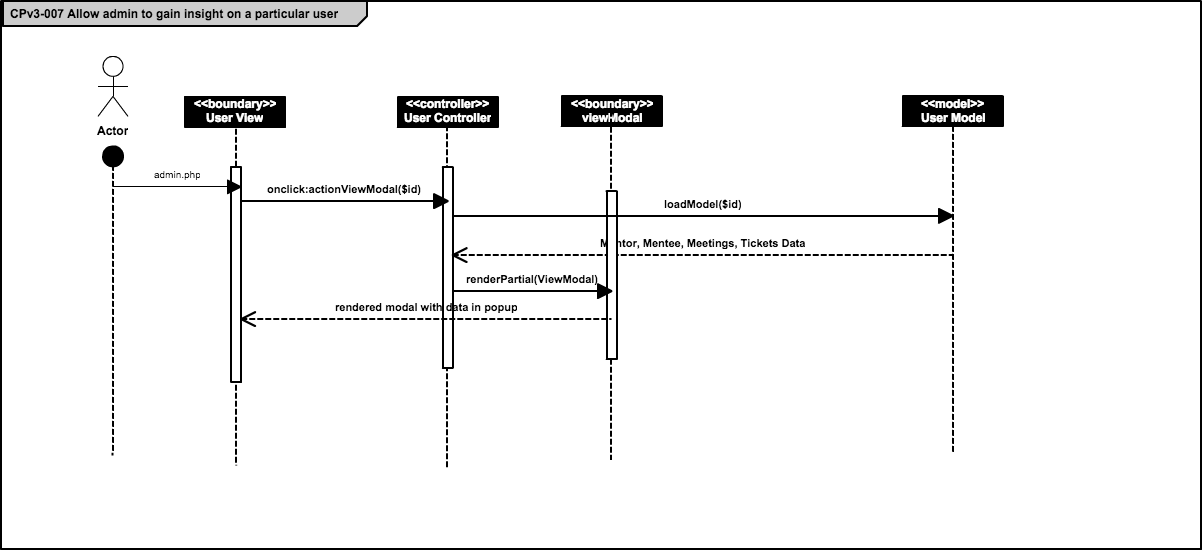 CPv3-007 Allow admin to gain insight on a particular user
Actor
<<boundary>>
User View
<<controller>>
User Controller
<<boundary>>
viewModal
<<model>>
User Model
admin.php
onclick:actionViewModal($id)
loadModel($id)
Mentor, Mentee, Meetings, Tickets Data
renderPartial(ViewModal)
rendered modal with data in popup